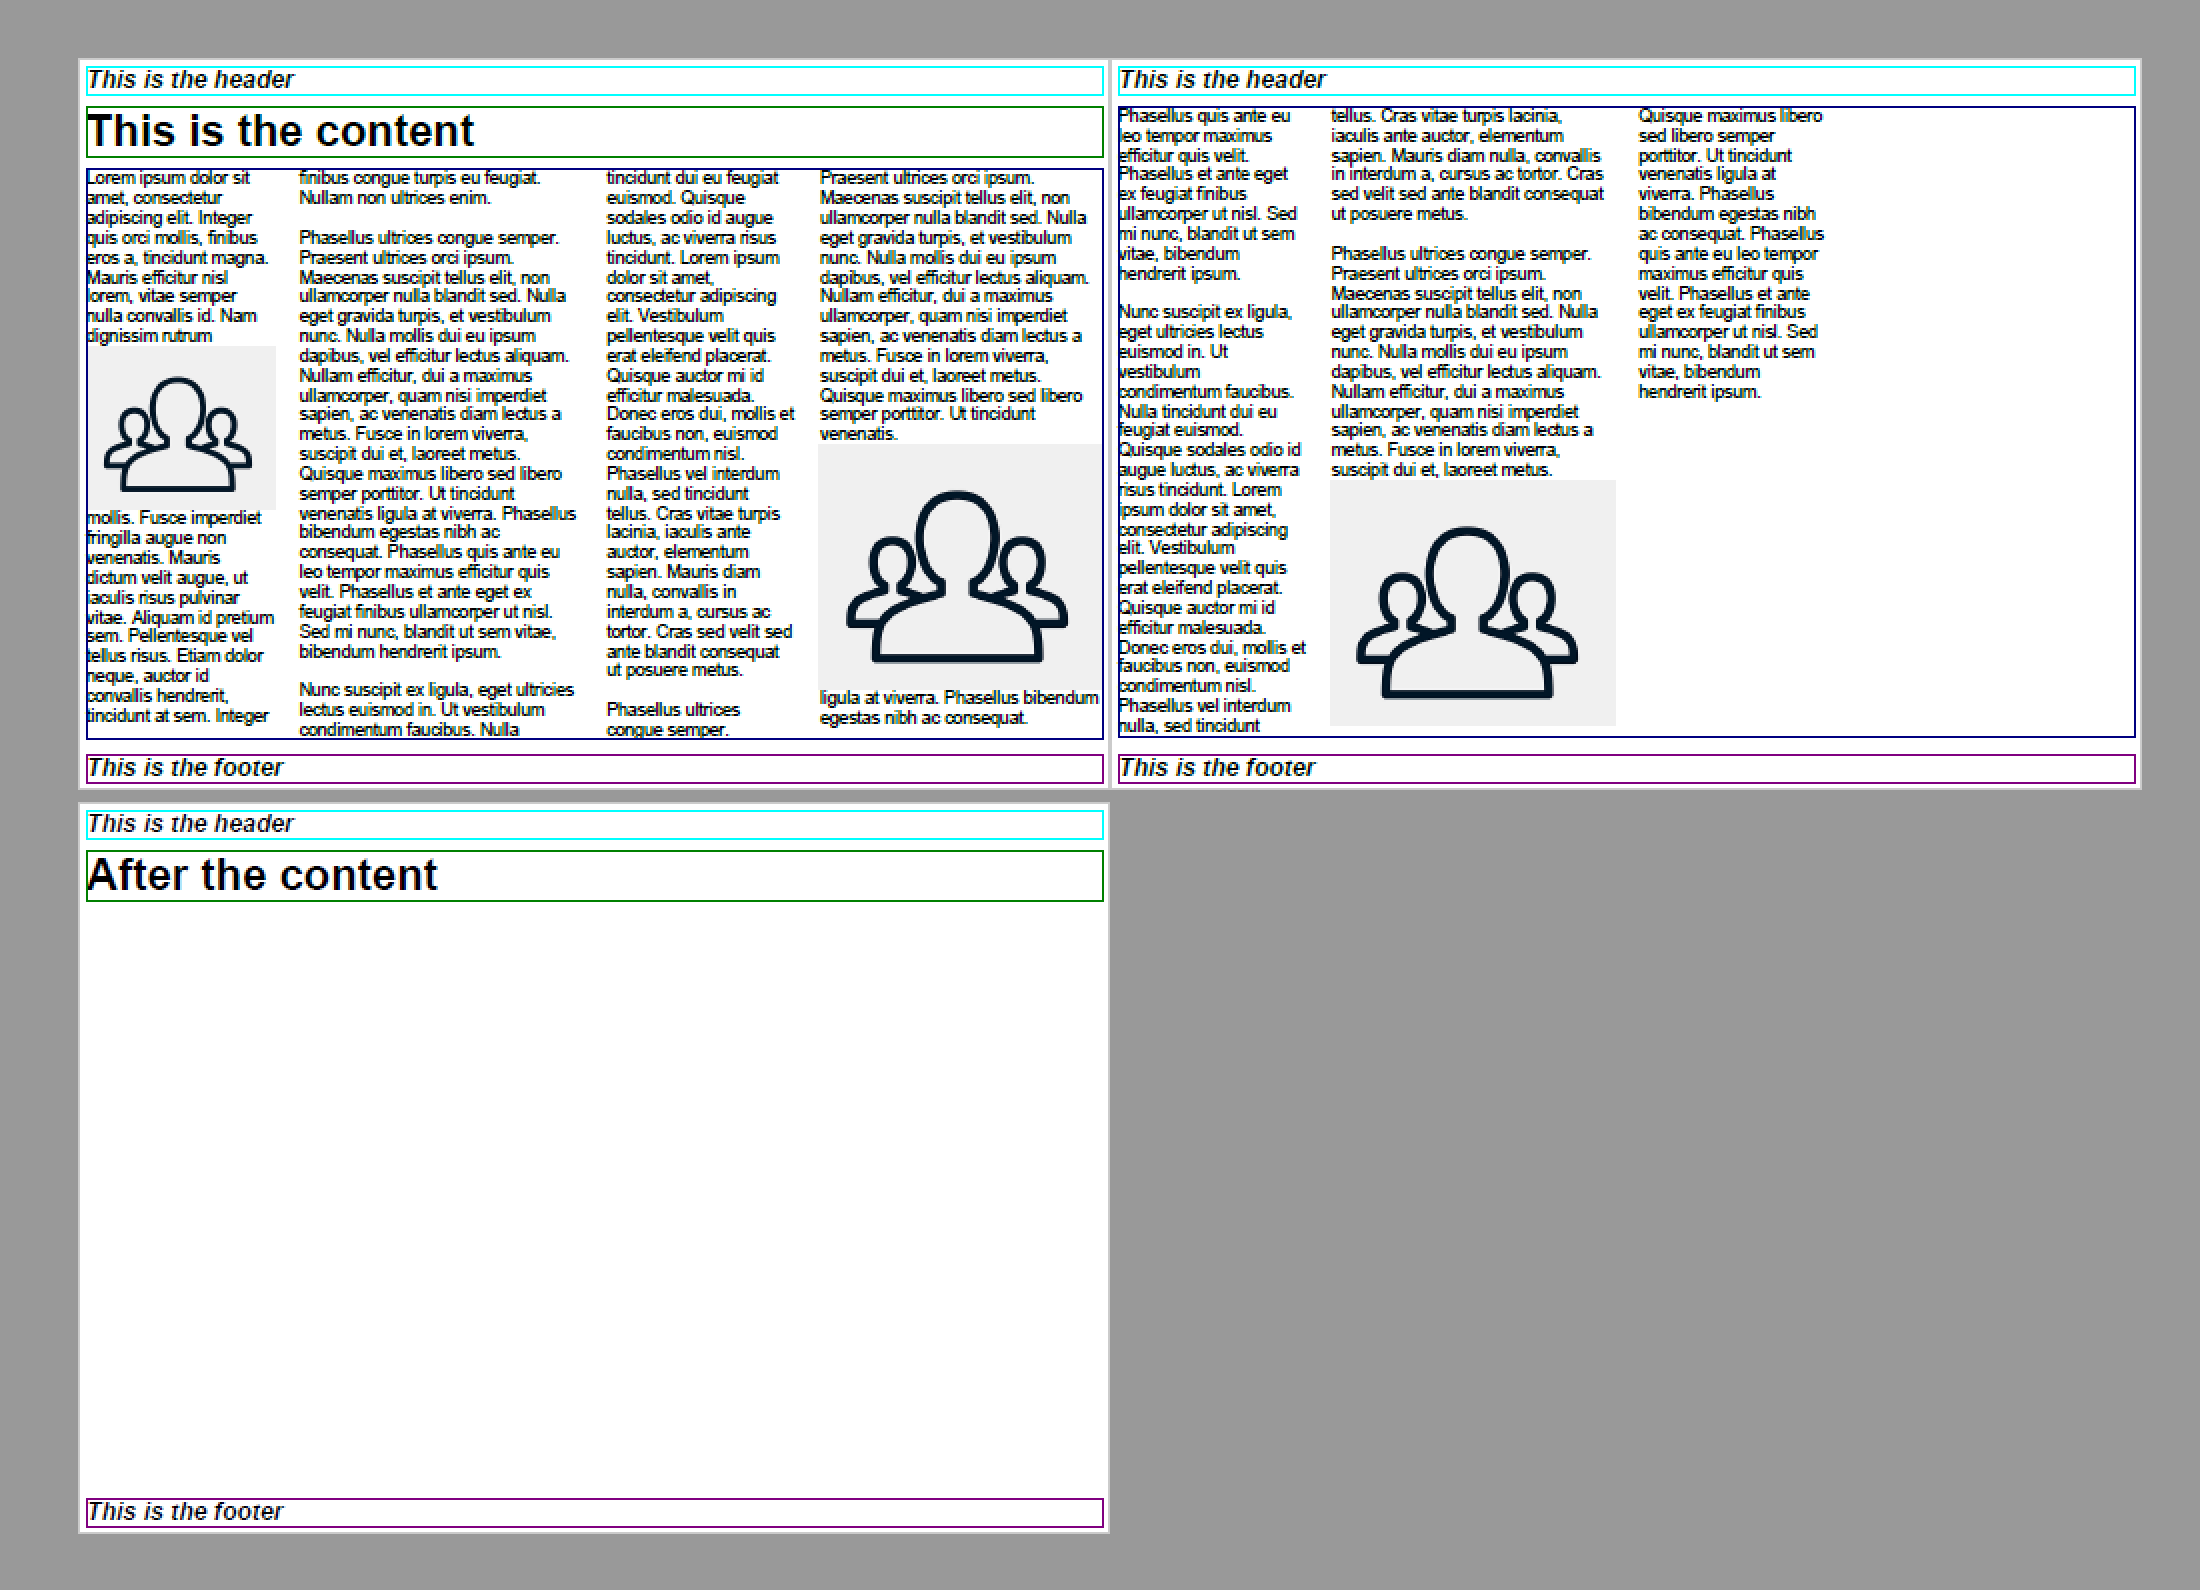 This is the header
This is the content
Lorem ipsum dolor sit
amet, consectetur
adipiscing elit. Integer
quis orci mollis, finibus
eros a, tincidunt magna.
Mauris efficitur nisl
lorem, vitae semper
nulla convallis id. Nam
dignissim rutrum
mollis. Fusce imperdiet
fringilla augue non
venenatis. Mauris
dictum velit augue, ut
iaculis risus pulvinar
vitae. Aliquam id pretium
sem. Pellentesque vel
tellus risus. Etiam dolor
neque, auctor id
convallis hendrerit,
tincidunt at sem. Integer
finibus congue turpis eu feugiat.
Nullam non ultrices enim.
Phasellus ultrices congue semper.
Praesent ultrices orci ipsum.
Maecenas suscipit tellus elit, non
ullamcorper nulla blandit sed. Nulla
eget gravida turpis, et vestibulum
nunc. Nulla mollis dui eu ipsum
dapibus, vel efficitur lectus aliquam.
Nullam efficitur, dui a maximus
ullamcorper, quam nisi imperdiet
sapien, ac venenatis diam lectus a
metus. Fusce in lorem viverra,
suscipit dui et, laoreet metus.
Quisque maximus libero sed libero
semper porttitor. Ut tincidunt
venenatis ligula at viverra. Phasellus
bibendum egestas nibh ac
consequat. Phasellus quis ante eu
leo tempor maximus efficitur quis
velit. Phasellus et ante eget ex
feugiat finibus ullamcorper ut nisl.
Sed mi nunc, blandit ut sem vitae,
bibendum hendrerit ipsum.
Nunc suscipit ex ligula, eget ultricies
lectus euismod in. Ut vestibulum
condimentum faucibus. Nulla
tincidunt dui eu feugiat
euismod. Quisque
sodales odio id augue
luctus, ac viverra risus
tincidunt. Lorem ipsum
dolor sit amet,
consectetur adipiscing
elit. Vestibulum
pellentesque velit quis
erat eleifend placerat.
Quisque auctor mi id
efficitur malesuada.
Donec eros dui, mollis et
faucibus non, euismod
condimentum nisl.
Phasellus vel interdum
nulla, sed tincidunt
tellus. Cras vitae turpis
lacinia, iaculis ante
auctor, elementum
sapien. Mauris diam
nulla, convallis in
interdum a, cursus ac
tortor. Cras sed velit sed
ante blandit consequat
ut posuere metus.
Phasellus ultrices
congue semper.
Praesent ultrices orci ipsum.
Maecenas suscipit tellus elit, non
ullamcorper nulla blandit sed. Nulla
eget gravida turpis, et vestibulum
nunc. Nulla mollis dui eu ipsum
dapibus, vel efficitur lectus aliquam.
Nullam efficitur, dui a maximus
ullamcorper, quam nisi imperdiet
sapien, ac venenatis diam lectus a
metus. Fusce in lorem viverra,
suscipit dui et, laoreet metus.
Quisque maximus libero sed libero
semper porttitor. Ut tincidunt
venenatis.
ligula at viverra. Phasellus bibendum
egestas nibh ac consequat.
This is the footer
This is the header
Phasellus quis ante eu
leo tempor maximus
efficitur quis velit.
Phasellus et ante eget
ex feugiat finibus
ullamcorper ut nisl. Sed
mi nunc, blandit ut sem
vitae, bibendum
hendrerit ipsum.
Nunc suscipit ex ligula,
eget ultricies lectus
euismod in. Ut
vestibulum
condimentum faucibus.
Nulla tincidunt dui eu
feugiat euismod.
Quisque sodales odio id
augue luctus, ac viverra
risus tincidunt. Lorem
ipsum dolor sit amet,
consectetur adipiscing
elit. Vestibulum
pellentesque velit quis
erat eleifend placerat.
Quisque auctor mi id
efficitur malesuada.
Donec eros dui, mollis et
faucibus non, euismod
condimentum nisl.
Phasellus vel interdum
nulla, sed tincidunt
tellus. Cras vitae turpis lacinia,
iaculis ante auctor, elementum
sapien. Mauris diam nulla, convallis
in interdum a, cursus ac tortor. Cras
sed velit sed ante blandit consequat
ut posuere metus.
Phasellus ultrices congue semper.
Praesent ultrices orci ipsum.
Maecenas suscipit tellus elit, non
ullamcorper nulla blandit sed. Nulla
eget gravida turpis, et vestibulum
nunc. Nulla mollis dui eu ipsum
dapibus, vel efficitur lectus aliquam.
Nullam efficitur, dui a maximus
ullamcorper, quam nisi imperdiet
sapien, ac venenatis diam lectus a
metus. Fusce in lorem viverra,
suscipit dui et, laoreet metus.
Quisque maximus libero
sed libero semper
porttitor. Ut tincidunt
venenatis ligula at
viverra. Phasellus
bibendum egestas nibh
ac consequat. Phasellus
quis ante eu leo tempor
maximus efficitur quis
velit. Phasellus et ante
eget ex feugiat finibus
ullamcorper ut nisl. Sed
mi nunc, blandit ut sem
vitae, bibendum
hendrerit ipsum.
This is the footer
This is the header
After the content
This is the footer